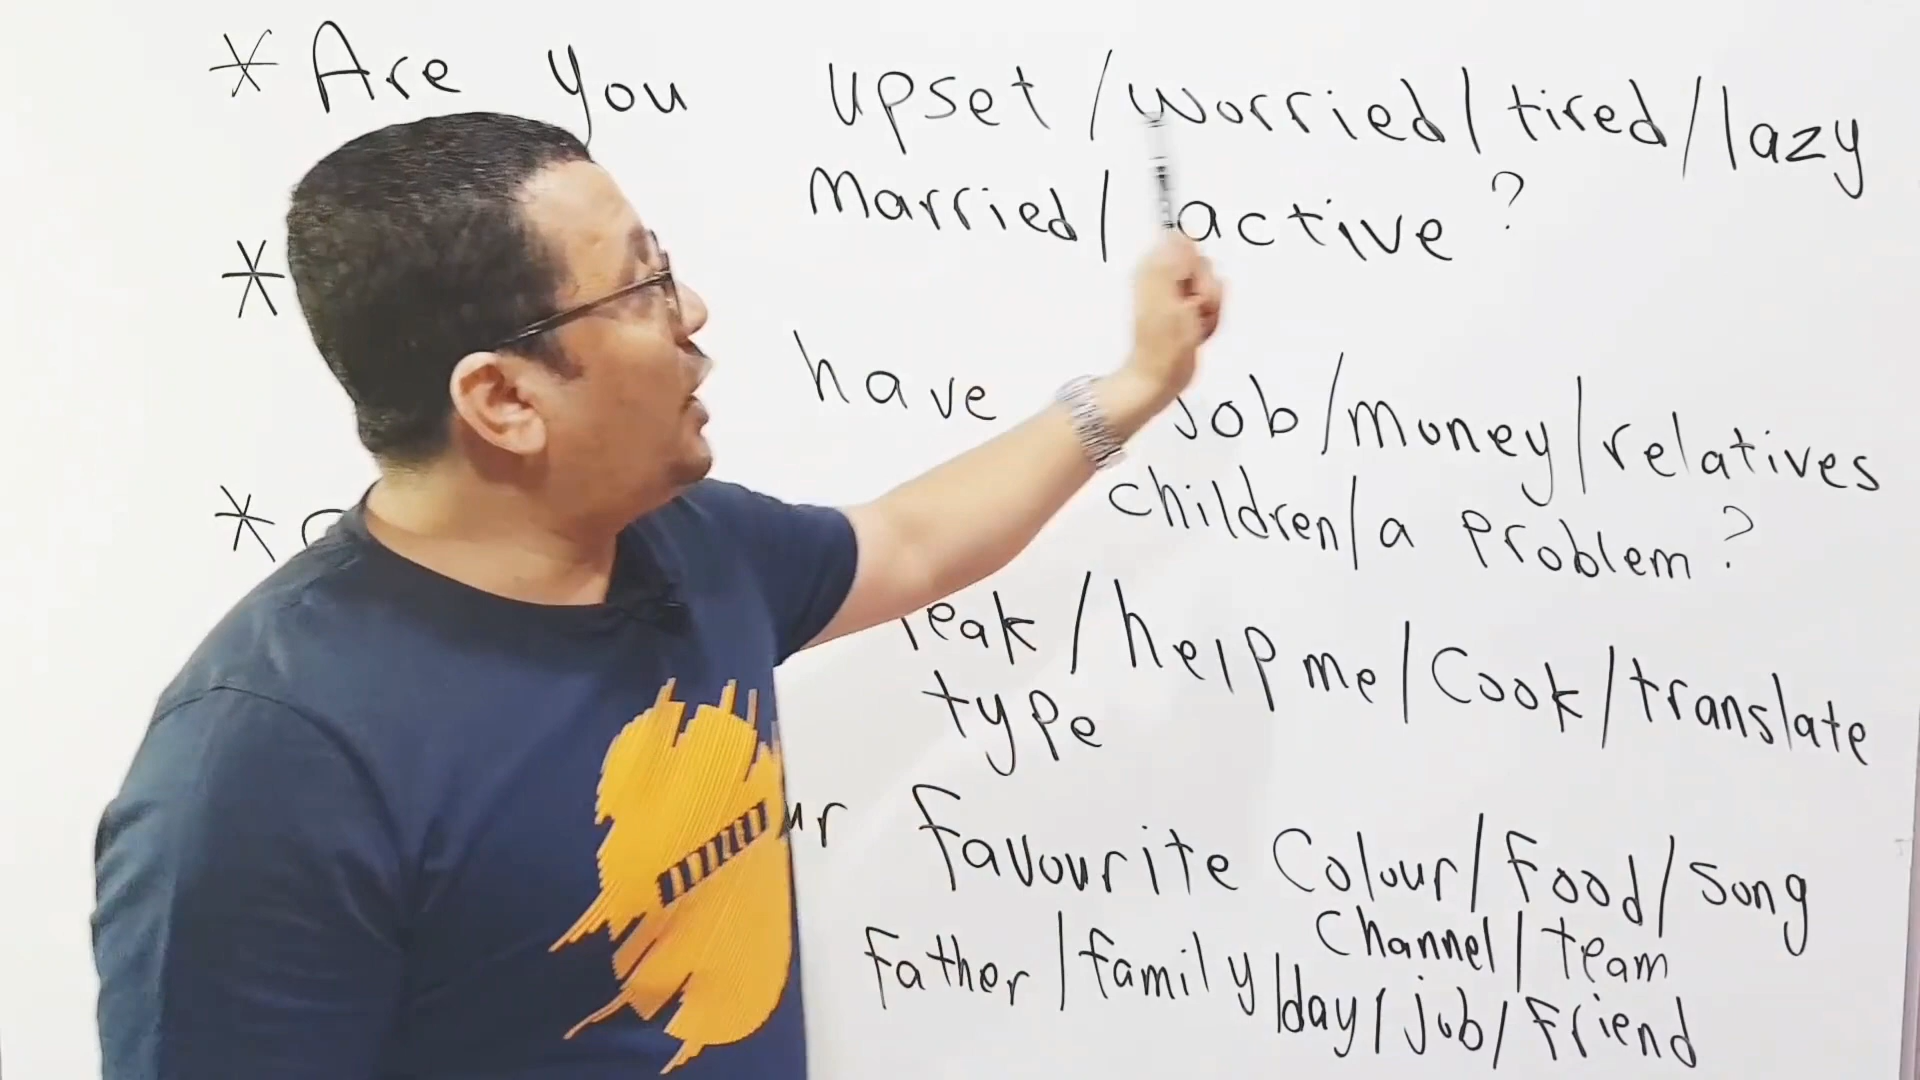 * Are you upset / worried / tired / lazy
married / active ?
*
have job / money / relatives
children / a problem ?
*
eak / help me / Cook / translate
type
ur favourite Colour / Food / Song
Channel / team
Father / family / day / job / Friend